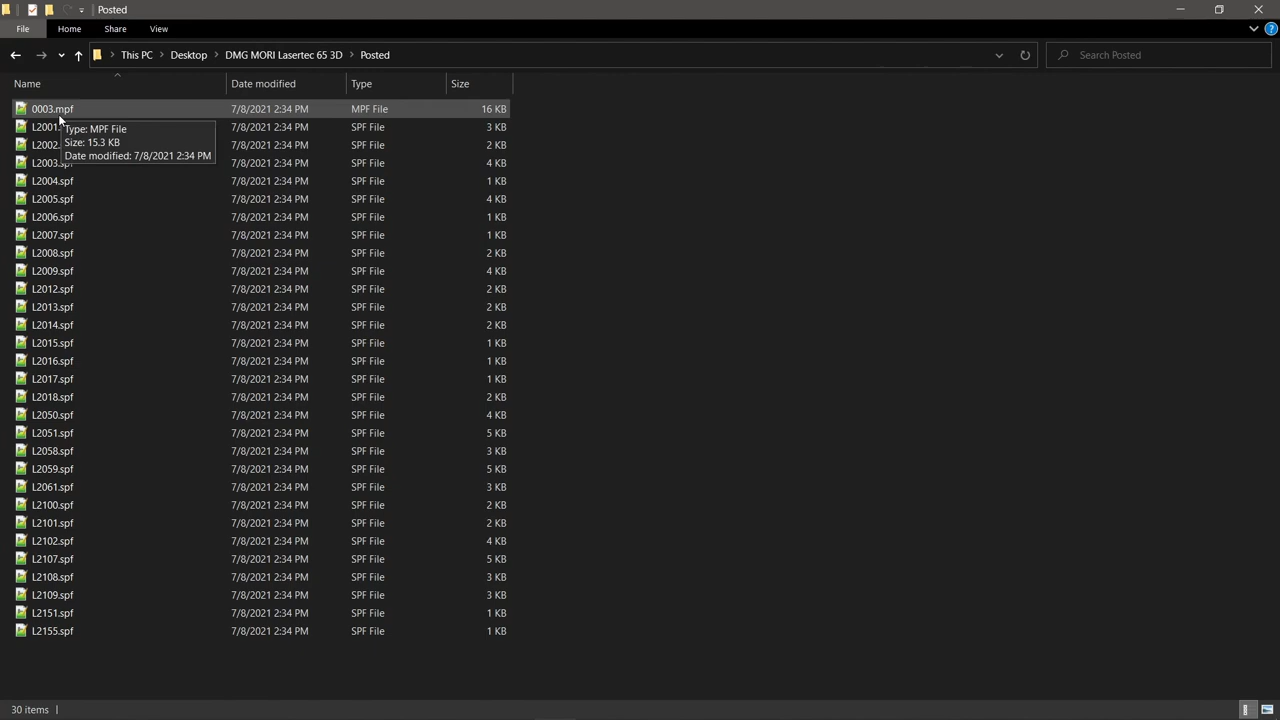 Posted
File Home Share View
This PC Desktop DMG MORI Lasertec 65 3D Posted Search Posted
Name Date modified Type Size
0003.mpf 7/8/2021 2:34 PM MPF File 16 KB
L2001. 7/8/2021 2:34 PM SPF File 3 KB
Type: MPF File
L2002. 7/8/2021 2:34 PM SPF File 2 KB
Size: 15.3 KB
Date modified: 7/8/2021 2:34 PM
L2003.spf 7/8/2021 2:34 PM SPF File 4 KB
L2004.spf 7/8/2021 2:34 PM SPF File 1 KB
L2005.spf 7/8/2021 2:34 PM SPF File 4 KB
L2006.spf 7/8/2021 2:34 PM SPF File 1 KB
L2007.spf 7/8/2021 2:34 PM SPF File 1 KB
L2008.spf 7/8/2021 2:34 PM SPF File 2 KB
L2009.spf 7/8/2021 2:34 PM SPF File 4 KB
L2012.spf 7/8/2021 2:34 PM SPF File 2 KB
L2013.spf 7/8/2021 2:34 PM SPF File 2 KB
L2014.spf 7/8/2021 2:34 PM SPF File 2 KB
L2015.spf 7/8/2021 2:34 PM SPF File 1 KB
L2016.spf 7/8/2021 2:34 PM SPF File 1 KB
L2017.spf 7/8/2021 2:34 PM SPF File 1 KB
L2018.spf 7/8/2021 2:34 PM SPF File 2 KB
L2050.spf 7/8/2021 2:34 PM SPF File 4 KB
L2051.spf 7/8/2021 2:34 PM SPF File 5 KB
L2058.spf 7/8/2021 2:34 PM SPF File 3 KB
L2059.spf 7/8/2021 2:34 PM SPF File 5 KB
L2061.spf 7/8/2021 2:34 PM SPF File 3 KB
L2100.spf 7/8/2021 2:34 PM SPF File 2 KB
L2101.spf 7/8/2021 2:34 PM SPF File 2 KB
L2102.spf 7/8/2021 2:34 PM SPF File 4 KB
L2107.spf 7/8/2021 2:34 PM SPF File 5 KB
L2108.spf 7/8/2021 2:34 PM SPF File 3 KB
L2109.spf 7/8/2021 2:34 PM SPF File 3 KB
L2151.spf 7/8/2021 2:34 PM SPF File 1 KB
L2155.spf 7/8/2021 2:34 PM SPF File 1 KB
30 items